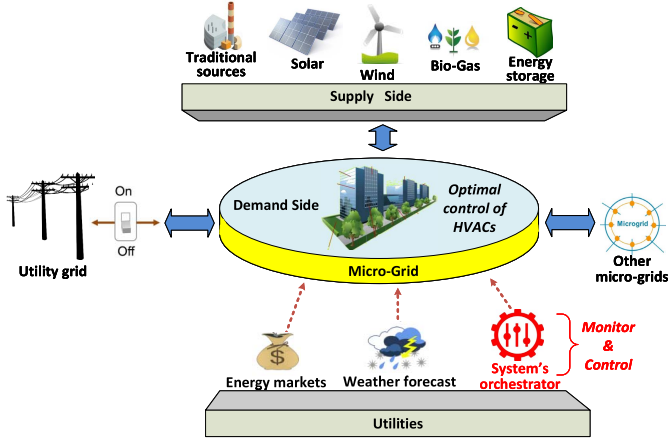 Traditional
sources
Solar
Wind
Bio-Gas
Energy
storage
Supply Side
On
Off
Utility grid
Demand Side
Optimal
control of
HVACs
Micro-Grid
Microgrid
Other
micro-grids
$
Energy markets
Weather forecast
System's
orchestrator
Monitor
&
Control
Utilities